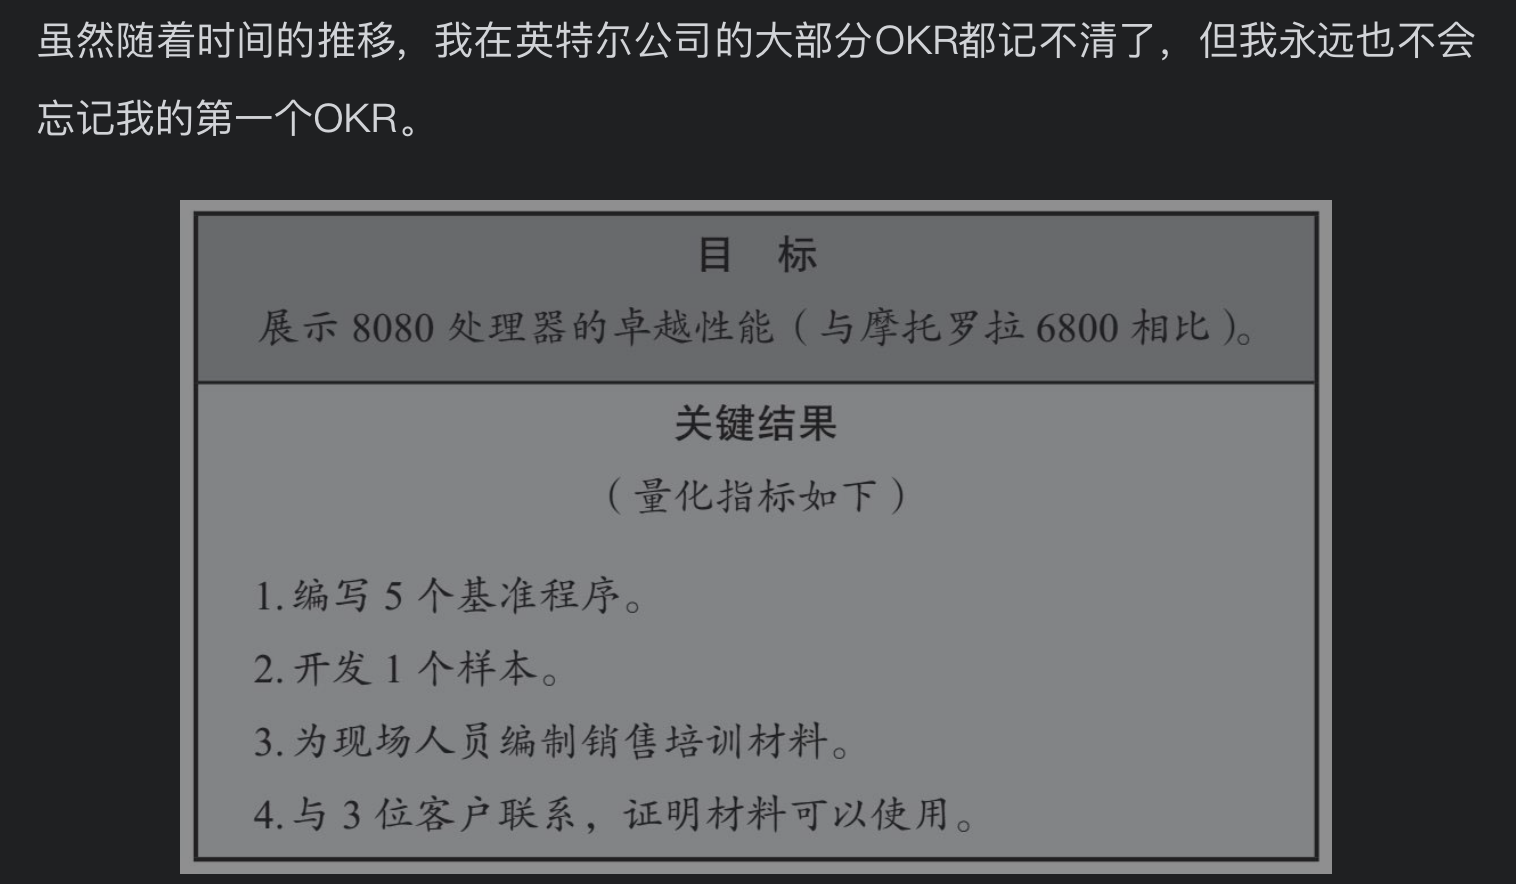 虽然随着时间的推移，我在英特尔公司的大部分OKR都记不清了，但我永远也不会
忘记我的第一个OKR。
目 标
展示 8080 处理器的卓越性能（与摩托罗拉 6800 相比）。
关键结果
（量化指标如下）
1. 编写 5 个基准程序。
2. 开发 1 个样本。
3. 为现场人员编制销售培训材料。
4. 与 3 位客户联系，证明材料可以使用。